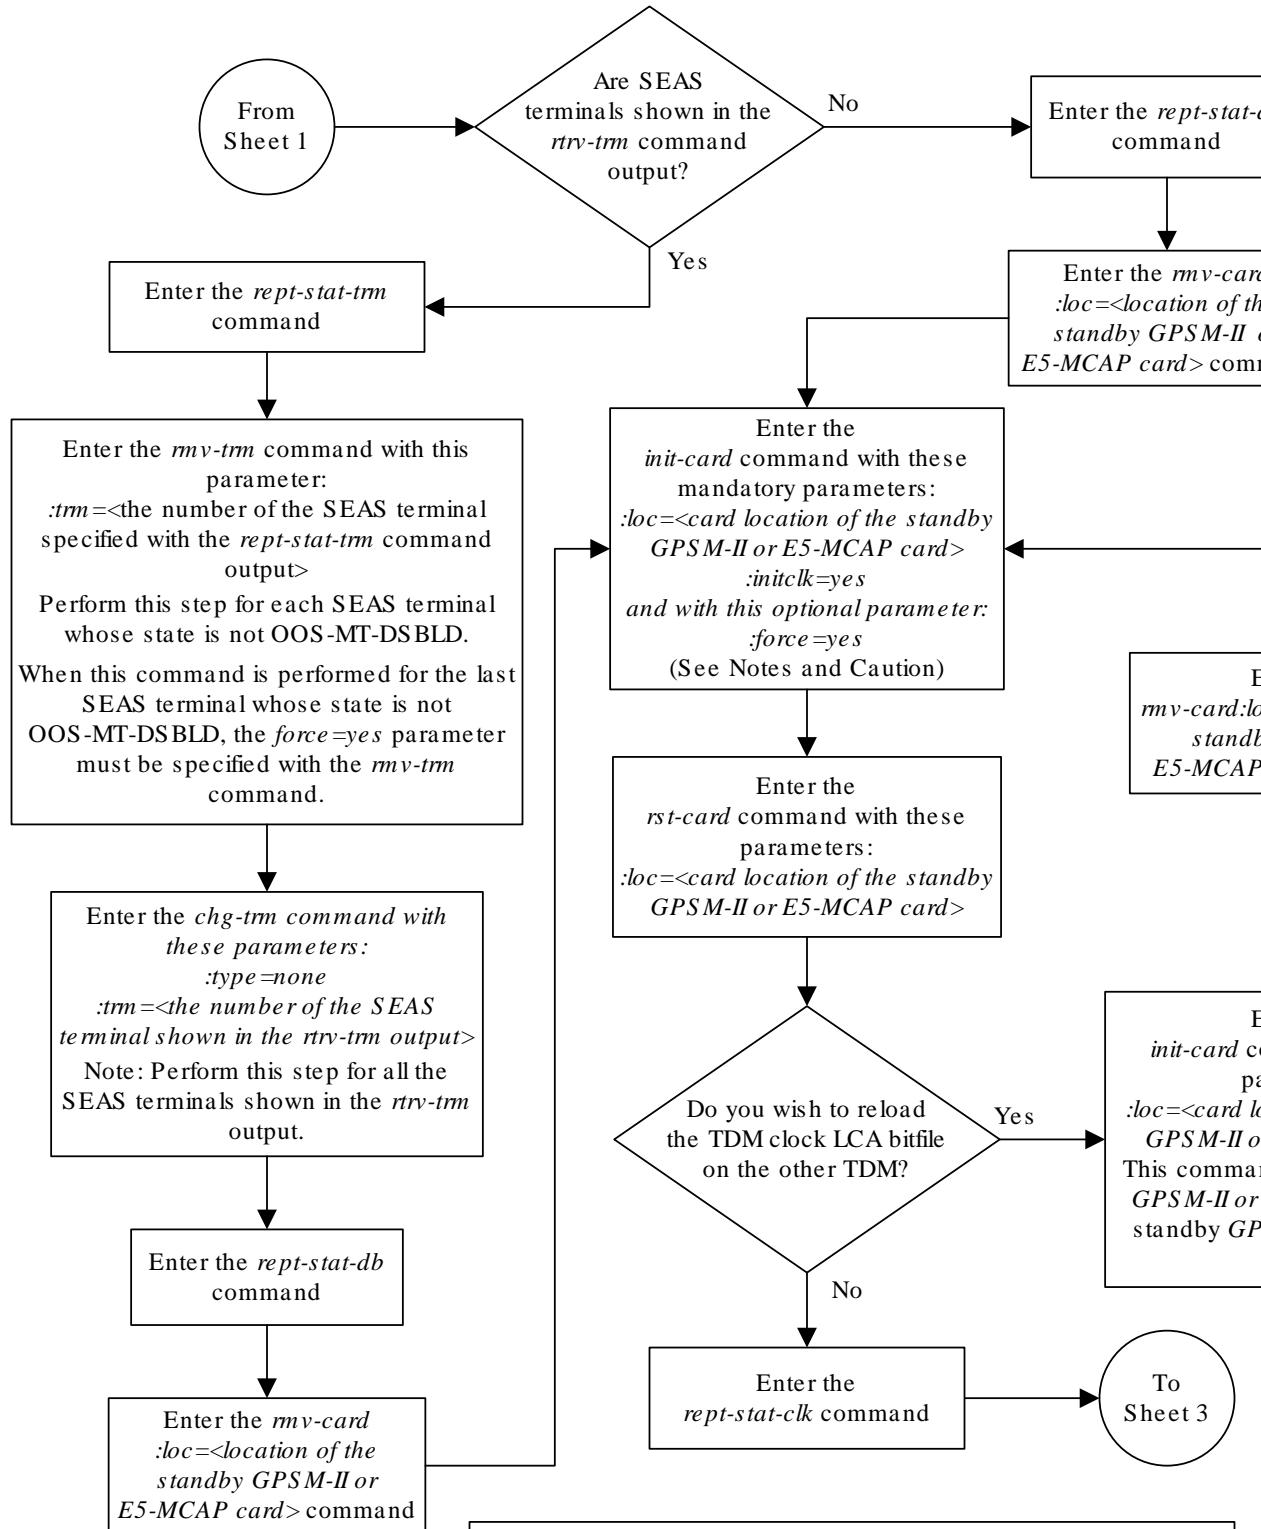 From
Sheet 1
Are SEAS
terminals shown in the
rtrv-trm command
output?
No
Yes
Enter the rept-stat-
command
Enter the rmv-card
:loc=<location of th
standby GPSM-II
E5-MCAP card> comm
Enter the rept-stat-trm
command
Enter the rmv-trm command with this
parameter:
:trm=<the number of the SEAS terminal
specified with the rept-stat-trm command
output>
Perform this step for each SEAS terminal
whose state is not OOS-MT-DSBLD.
When this command is performed for the last
SEAS terminal whose state is not
OOS-MT-DSBLD, the force=yes parameter
must be specified with the rmv-trm
command.
Enter the chg-trm command with
these parameters:
:type=none
:trm=<the number of the SEAS
terminal shown in the rtrv-trm output>
Note: Perform this step for all the
SEAS terminals shown in the rtrv-trm
output.
Enter the rept-stat-db
command
Enter the rmv-card
:loc=<location of the
standby GPSM-II or
E5-MCAP card> command
Enter the
init-card command with these
mandatory parameters:
:loc=<card location of the standby
GPSM-II or E5-MCAP card>
:initclk=yes
and with this optional parameter:
:force=yes
(See Notes and Caution)
Enter the
rst-card command with these
parameters:
:loc=<card location of the standby
GPSM-II or E5-MCAP card>
Do you wish to reload
the TDM clock LCA bitfile
on the other TDM?
Yes
No
Enter the
rept-stat-clk command
To
Sheet 3
E
rmv-card:lo
standb
E5-MCAP
E
init-card co
pa
:loc=<card lo
GPSM-II o
This comman
GPSM-II or
standby GP